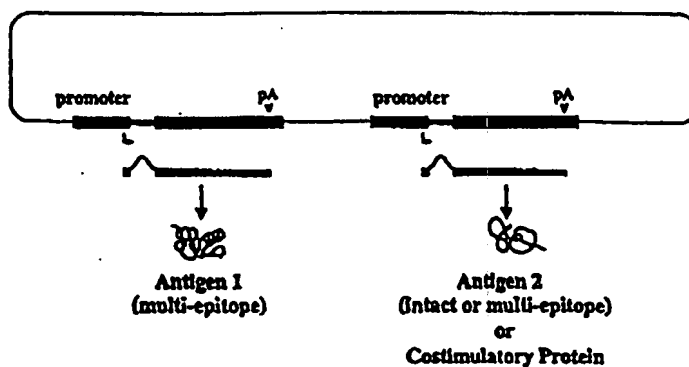 promoter pA promoter pA
Antigen 1
(multi-epitope)
Antigen 2
(intact or multi-epitope)
or
Costimulatory Protein